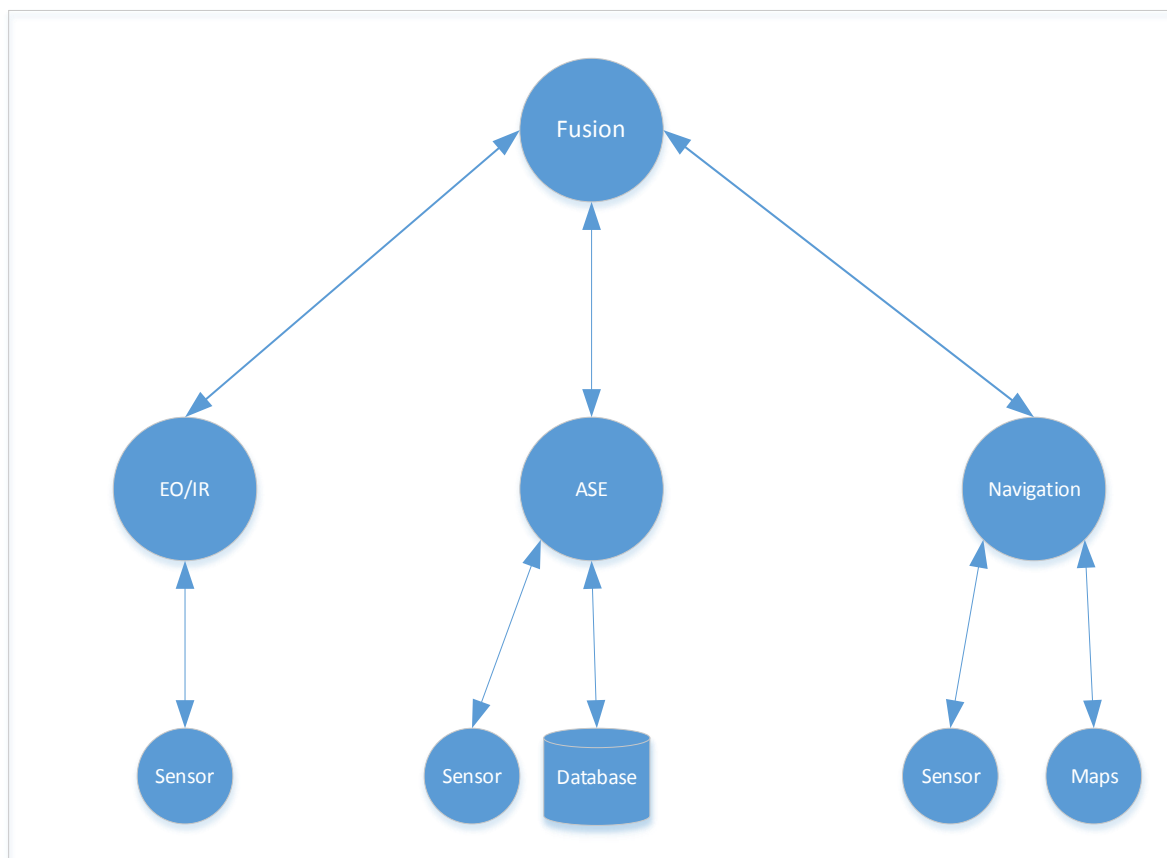 Fusion
EO/IR
ASE
Navigation
Sensor
Sensor
Database
Sensor
Maps